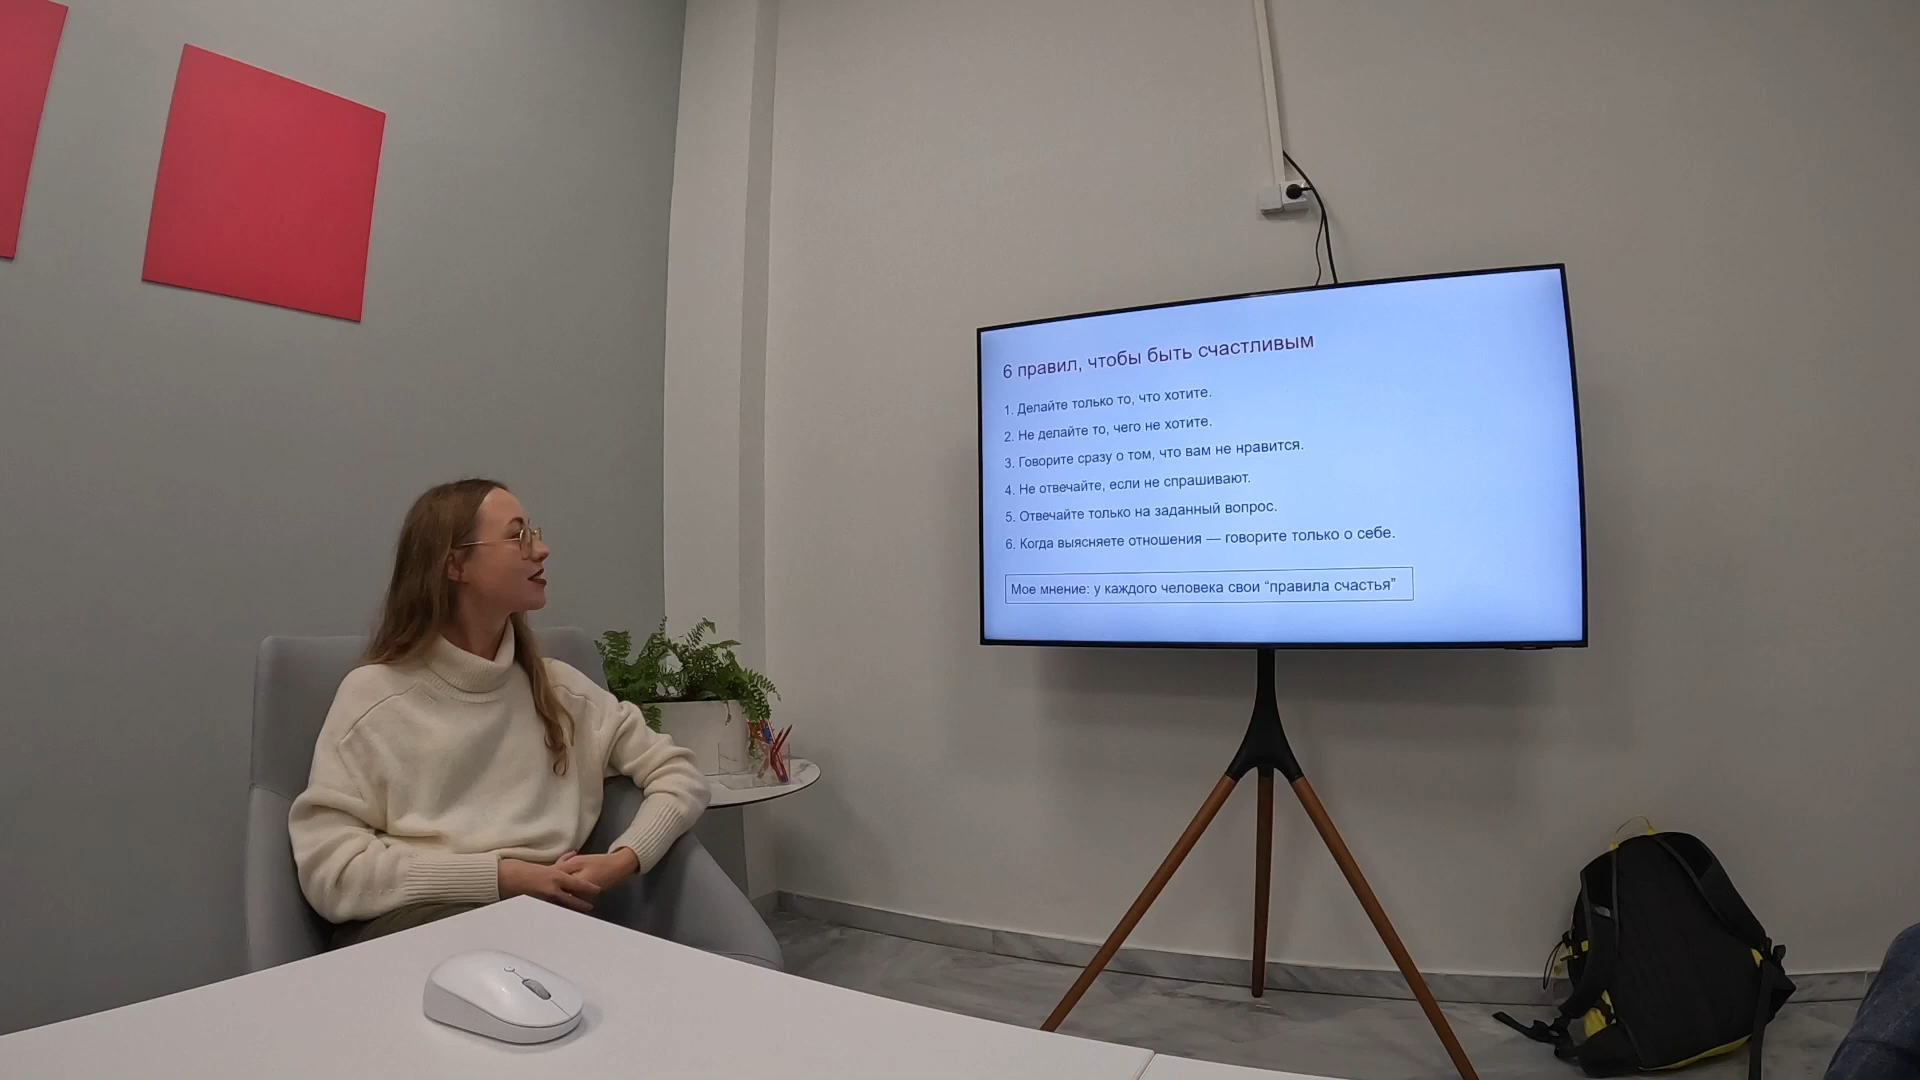 6 правил, чтобы быть счастливым
1. Делайте только то, что хотите.
2. Не делайте то, чего не хотите.
3. Говорите сразу о том, что вам не нравится.
4. Не отвечайте, если не спрашивают.
5. Отвечайте только на заданный вопрос.
6. Когда выясняете отношения — говорите только о себе.
Мое мнение: у каждого человека свои “правила счастья”